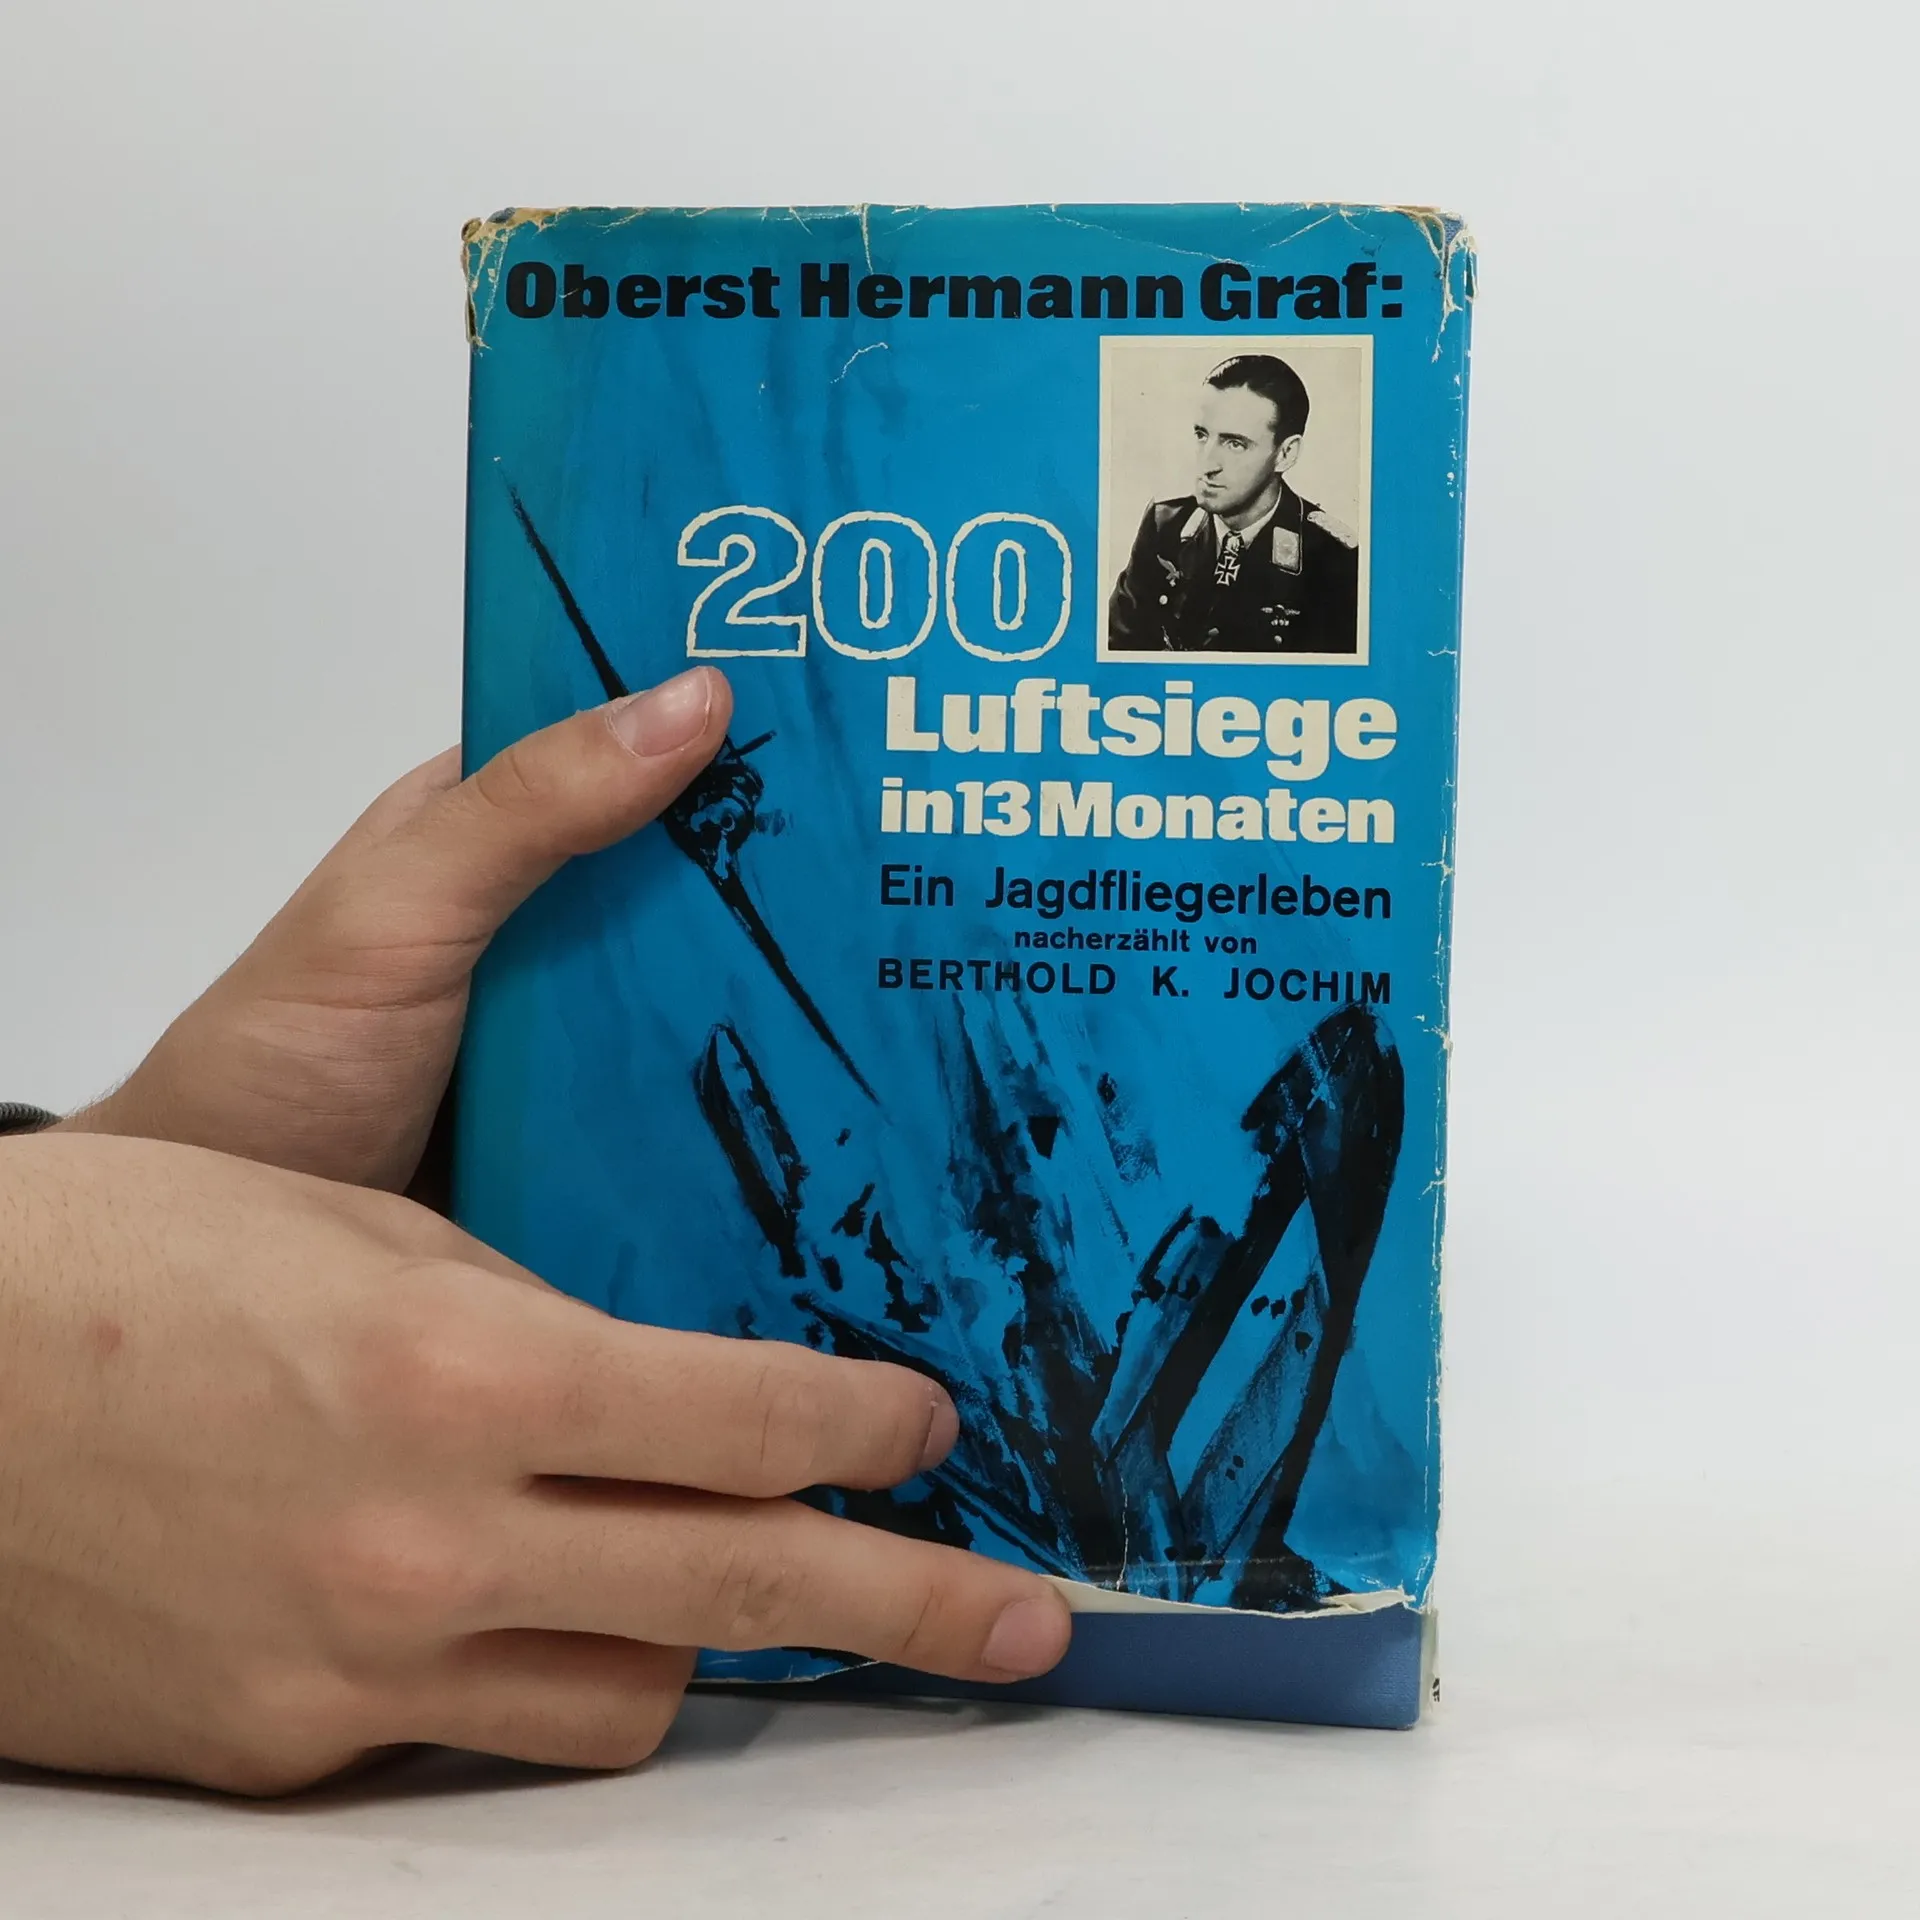 Oberst Hermann Graf:
200
Luftsiege
in 13 Monaten
Ein Jagdfliegerleben
nacherzählt von
BERTHOLD K. JOCHIM